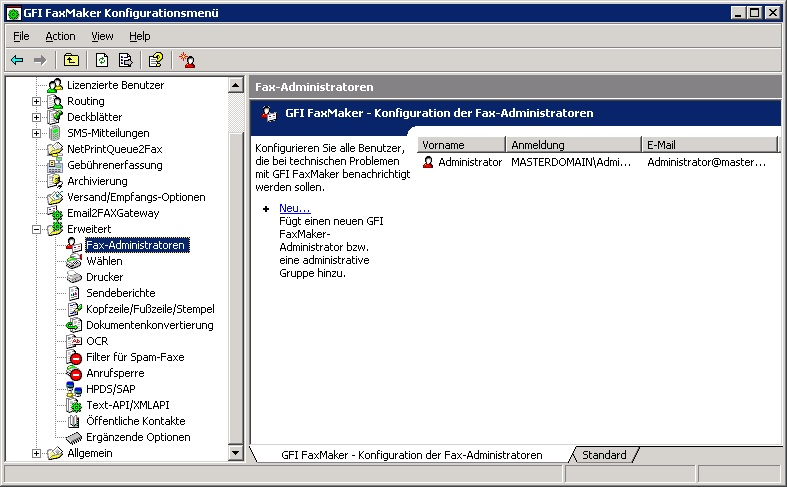 GFI FaxMaker Konfigurationsmenü
File Action View Help
Lizenzierte Benutzer
Routing
Deckblätter
SMS-Mitteilungen
NetPrintQueue2Fax
Gebührenerfassung
Archivierung
Versand/Empfangs-Optionen
Email2FAXGateway
Erweitert
Fax-Administratoren
Wählen
Drucker
Sendeberichte
Kopfzeile/Fußzeile/Stempel
Dokumentenkonvertierung
OCR
Filter für Spam-Faxe
Anrufsperre
HPDS/SAP
Text-API/XMLAPI
Öffentliche Kontakte
Ergänzende Optionen
Allgemein
Fax-Administratoren
GFI FaxMaker - Konfiguration der Fax-Administratoren
Konfigurieren Sie alle Benutzer,
die bei technischen Problemen
mit GFI FaxMaker benachrichtigt
werden sollen.
Neu...
Fügt einen neuen GFI
FaxMaker-
Administrator bzw.
eine administrative
Gruppe hinzu.
Vorname Anmeldung E-Mail
Administrator MASTERDOMAIN\Admi... Administrator@master...
GFI FaxMaker - Konfiguration der Fax-Administratoren Standard